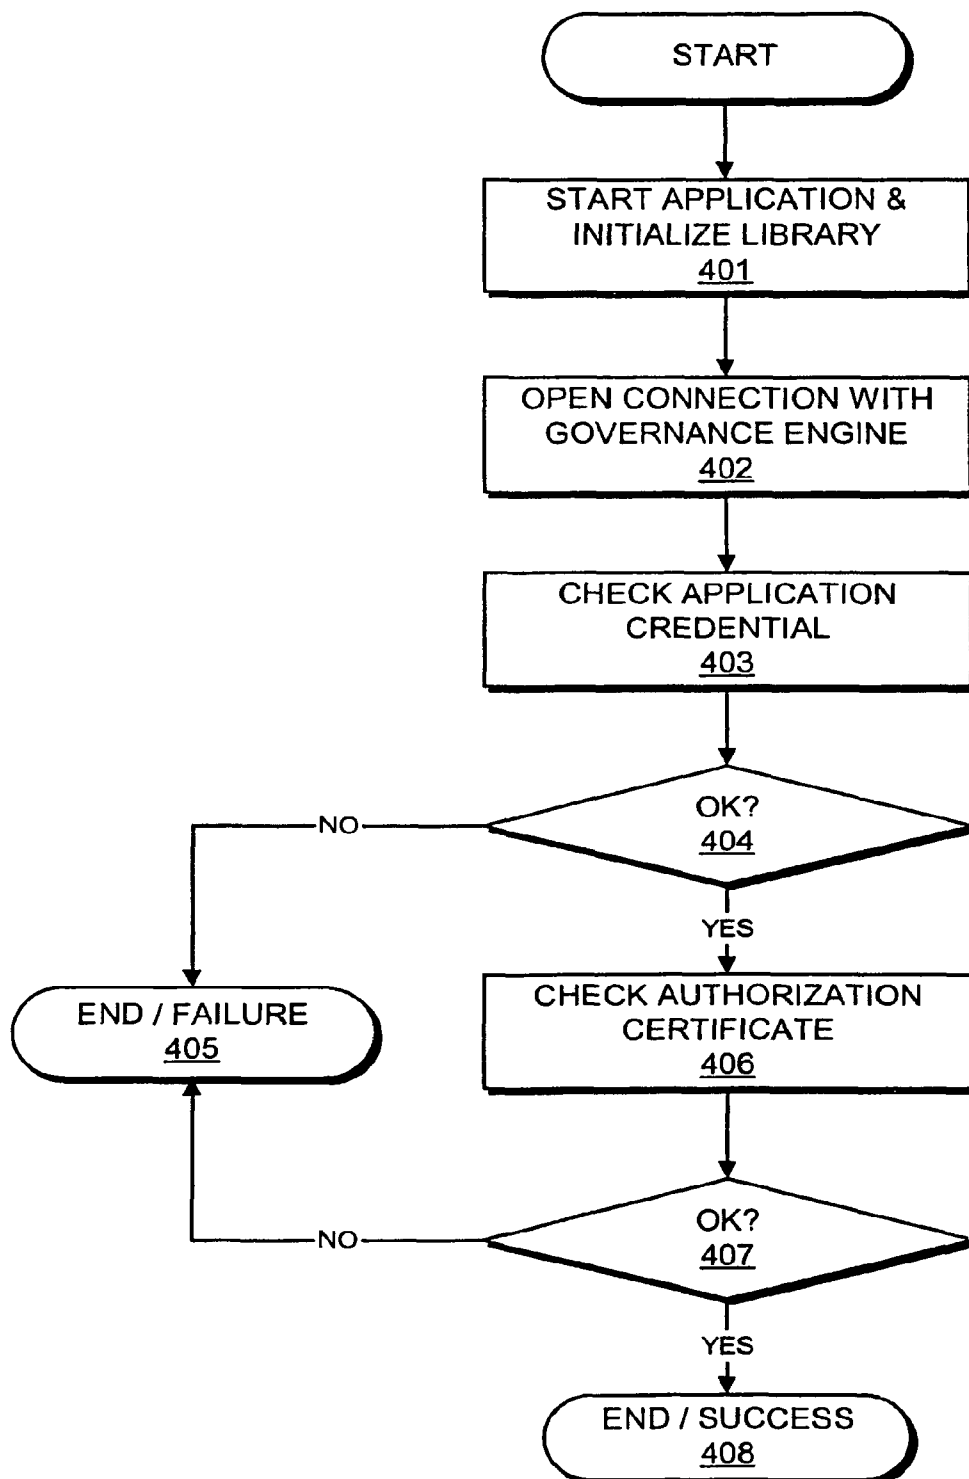 START
START APPLICATION &
INITIALIZE LIBRARY
401
OPEN CONNECTION WITH
GOVERNANCE ENGINE
402
CHECK APPLICATION
CREDENTIAL
403
OK?
404
NO
YES
END / FAILURE
405
CHECK AUTHORIZATION
CERTIFICATE
406
OK?
407
NO
YES
END / SUCCESS
408